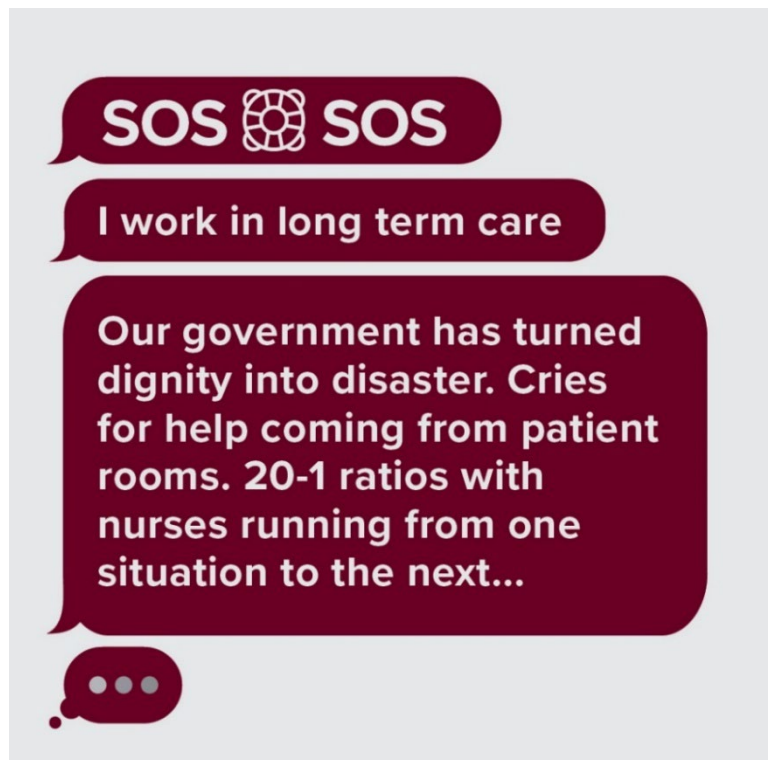 SOS SOS
I work in long term care
Our government has turned
dignity into disaster. Cries
for help coming from patient
rooms. 20-1 ratios with
nurses running from one
situation to the next...